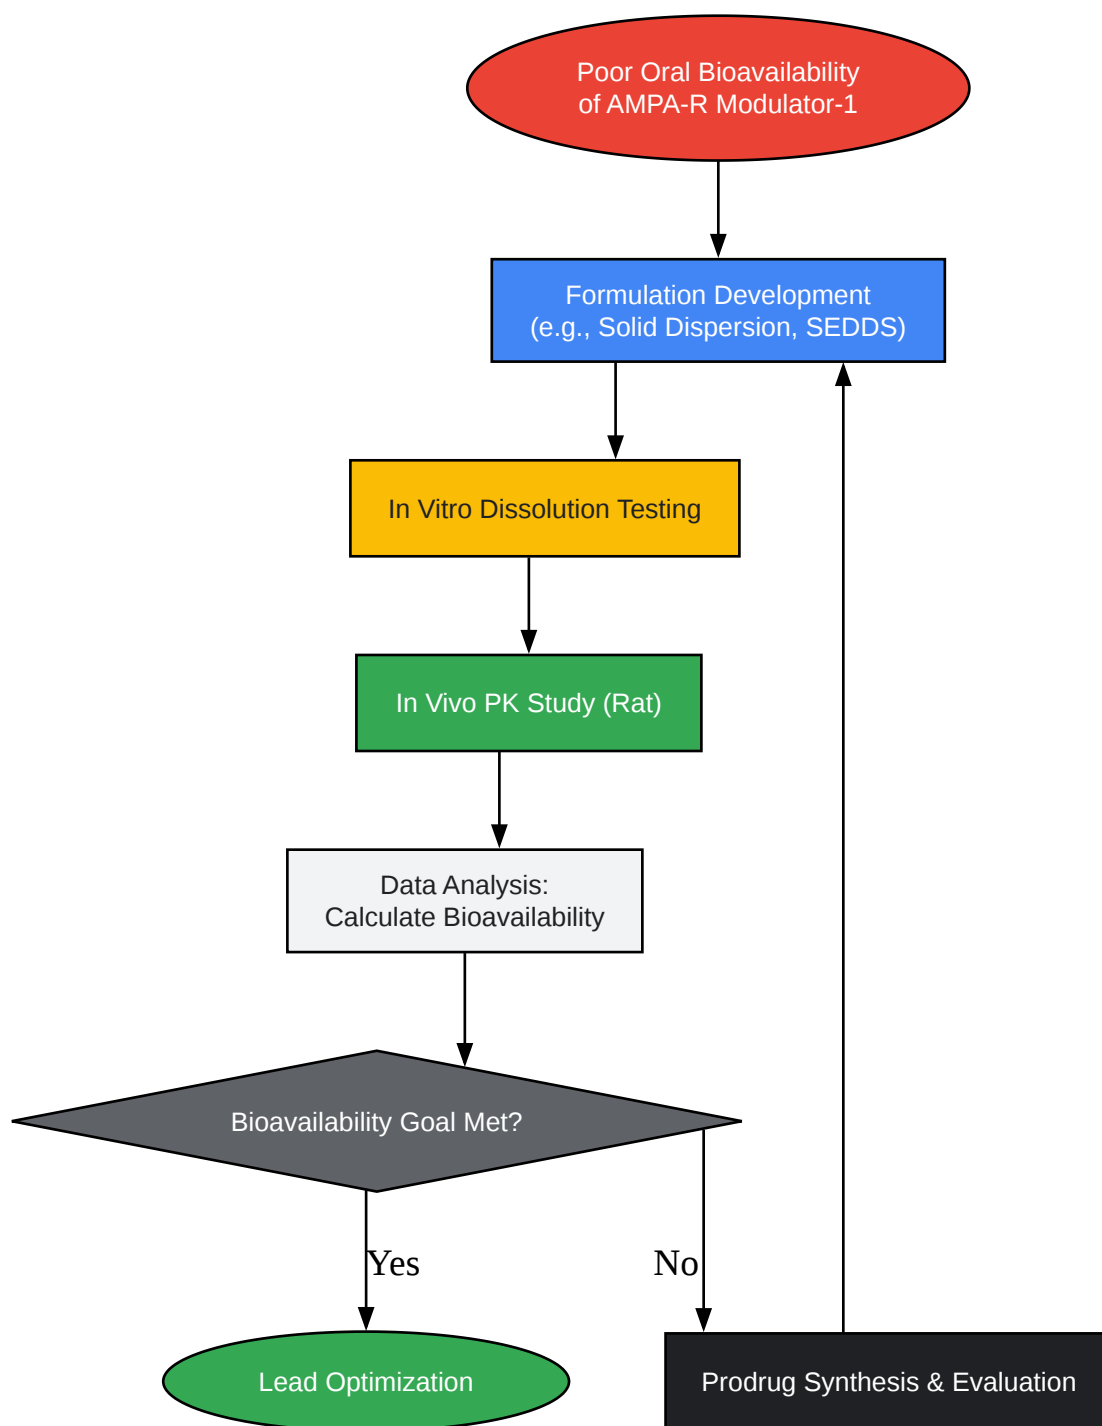 Poor Oral Bioavailability
of AMPA-R Modulator-1
Formulation Development
(e.g., Solid Dispersion, SEDDS)
In Vitro Dissolution Testing
In Vivo PK Study (Rat)
Data Analysis:
Calculate Bioavailability
Bioavailability Goal Met?
Yes
No
Lead Optimization
Prodrug Synthesis & Evaluation